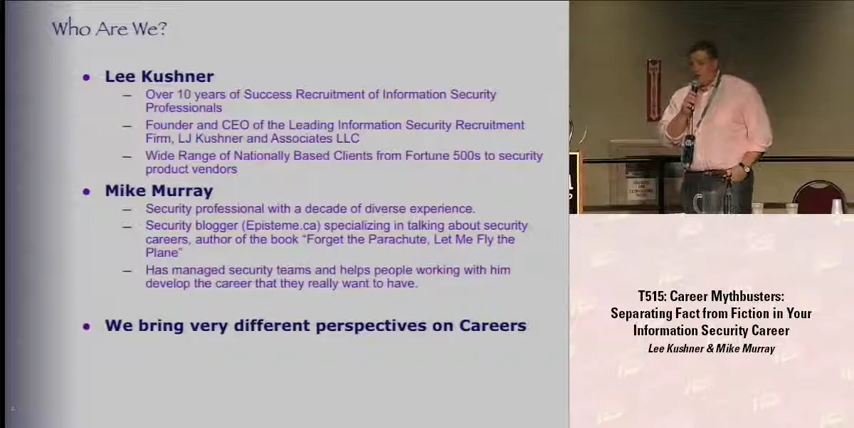 Who Are We?
• Lee Kushner
— Over 10 years of Success Recruitment of Information Security
Professionals
— Founder and CEO of the Leading Information Security Recruitment
Firm, LJ Kushner and Associates LLC
— Wide Range of Nationally Based Clients from Fortune 500s to security
product vendors
• Mike Murray
— Security professional with a decade of diverse experience.
— Security blogger (Episteme.ca) specializing in talking about security
careers, author of the book "Forget the Parachute, Let Me Fly the
Plane"
— Has managed security teams and helps people working with him
develop the career that they really want to have.
• We bring very different perspectives on Careers
T515: Career Mythbusters:
Separating Fact from Fiction in Your
Information Security Career
Lee Kushner & Mike Murray